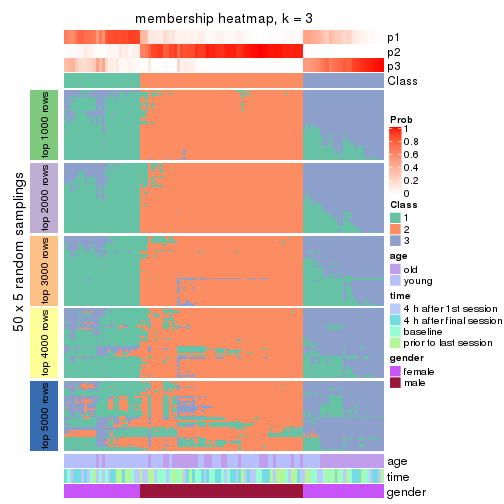 membership heatmap, k = 3
p1
p2
p3
Class
50 x 5 random samplings
top 1000 rows
top 2000 rows
top 3000 rows
top 4000 rows
top 5000 rows
Prob
1
0.8
0.6
0.4
0.2
0
Class
1
2
3
age
old
young
time
4 h after 1st session
4 h after final session
baseline
prior to last session
gender
female
male
age
time
gender